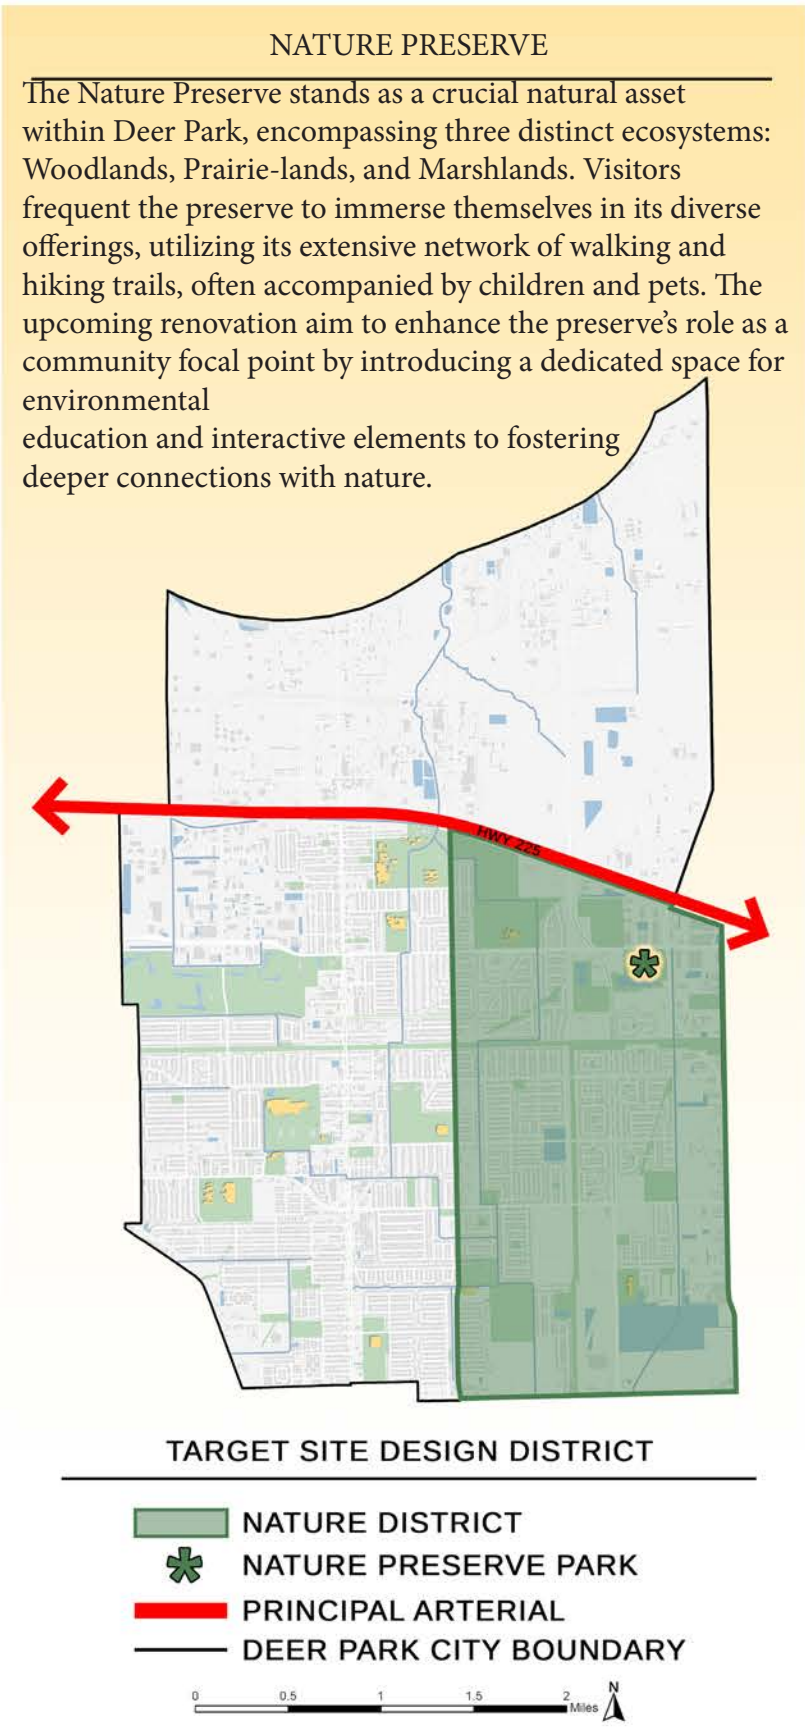 NATURE PRESERVE
The Nature Preserve stands as a crucial natural asset
within Deer Park, encompassing three distinct ecosystems:
Woodlands, Prairie-lands, and Marshlands. Visitors
frequent the preserve to immerse themselves in its diverse
offerings, utilizing its extensive network of walking and
hiking trails, often accompanied by children and pets. The
upcoming renovation aim to enhance the preserve’s role as a
community focal point by introducing a dedicated space for
environmental
education and interactive elements to fostering
deeper connections with nature.
HWY 225
TARGET SITE DESIGN DISTRICT
NATURE DISTRICT
NATURE PRESERVE PARK
PRINCIPAL ARTERIAL
DEER PARK CITY BOUNDARY
0 0.5 1 1.5 2 Miles N